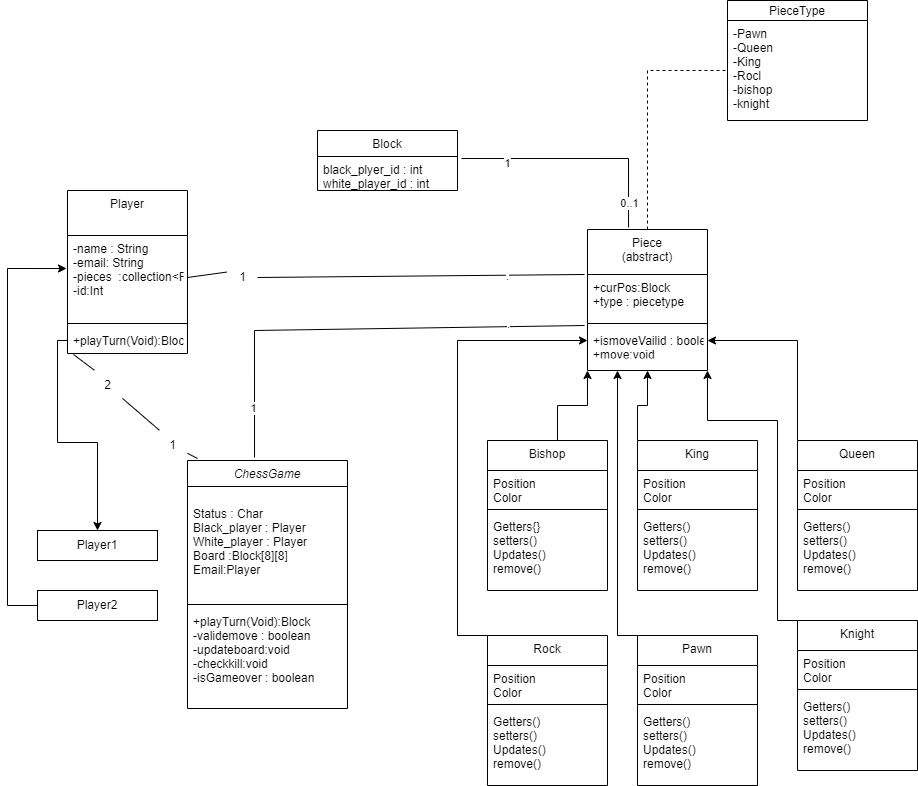 PieceType
-Pawn
-Queen
-King
-Rocl
-bishop
-knight
Block
black_plyer_id : int
white_player_id : int
1
0..1
Player
-name : String
-email: String
-pieces :collection<F
-id:Int
+playTurn(Void):Bloc
1
Piece
(abstract)
+curPos:Block
+type : piecetype
+ismoveVailid : boole
+move:void
2
1
1
ChessGame
Status : Char
Black_player : Player
White_player : Player
Board :Block[8][8]
Email:Player
+playTurn(Void):Block
-validemove : boolean
-updateboard:void
-checkkill:void
-isGameover : boolean
Player1
Player2
Bishop
Position
Color
Getters{}
setters()
Updates()
remove()
King
Position
Color
Getters()
setters()
Updates()
remove()
Queen
Position
Color
Getters()
setters()
Updates()
remove()
Rock
Position
Color
Getters()
setters()
Updates()
remove()
Pawn
Position
Color
Getters()
setters()
Updates()
remove()
Knight
Position
Color
Getters()
setters()
Updates()
remove()